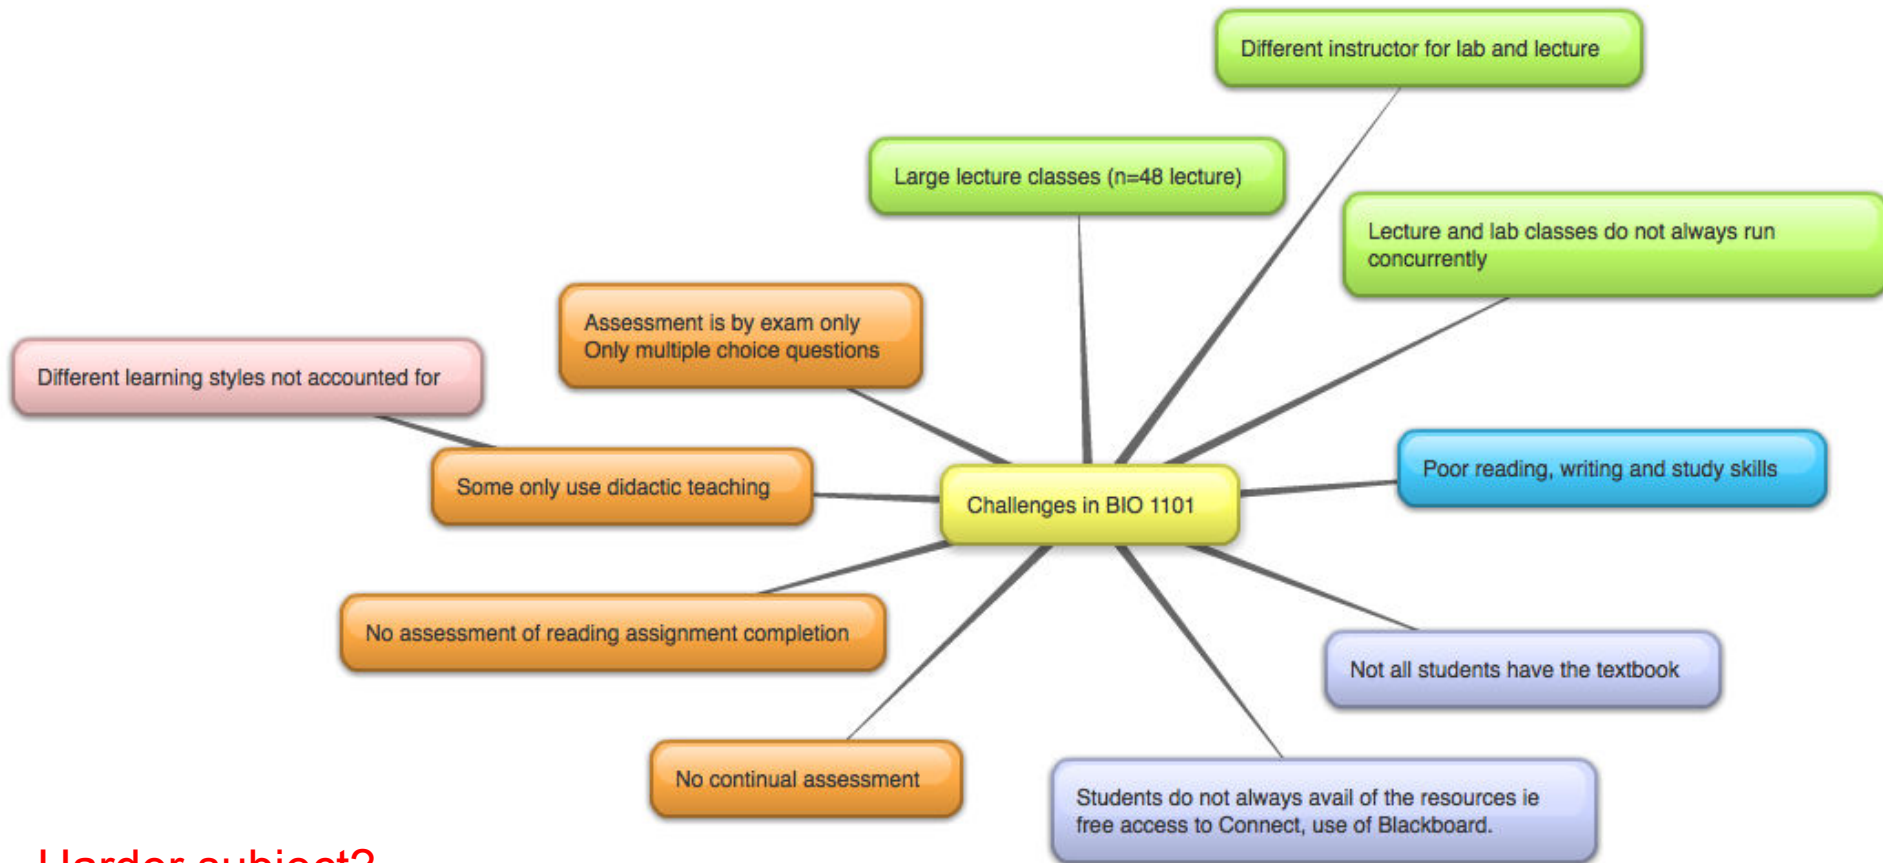 Different instructor for lab and lecture
Large lecture classes (n=48 lecture)
Lecture and lab classes do not always run
concurrently
Assessment is by exam only
Only multiple choice questions
Different learning styles not accounted for
Some only use didactic teaching
Poor reading, writing and study skills
Challenges in BIO 1101
No assessment of reading assignment completion
Not all students have the textbook
No continual assessment
Students do not always avail of the resources ie
free access to Connect, use of Blackboard.
Harder subject?